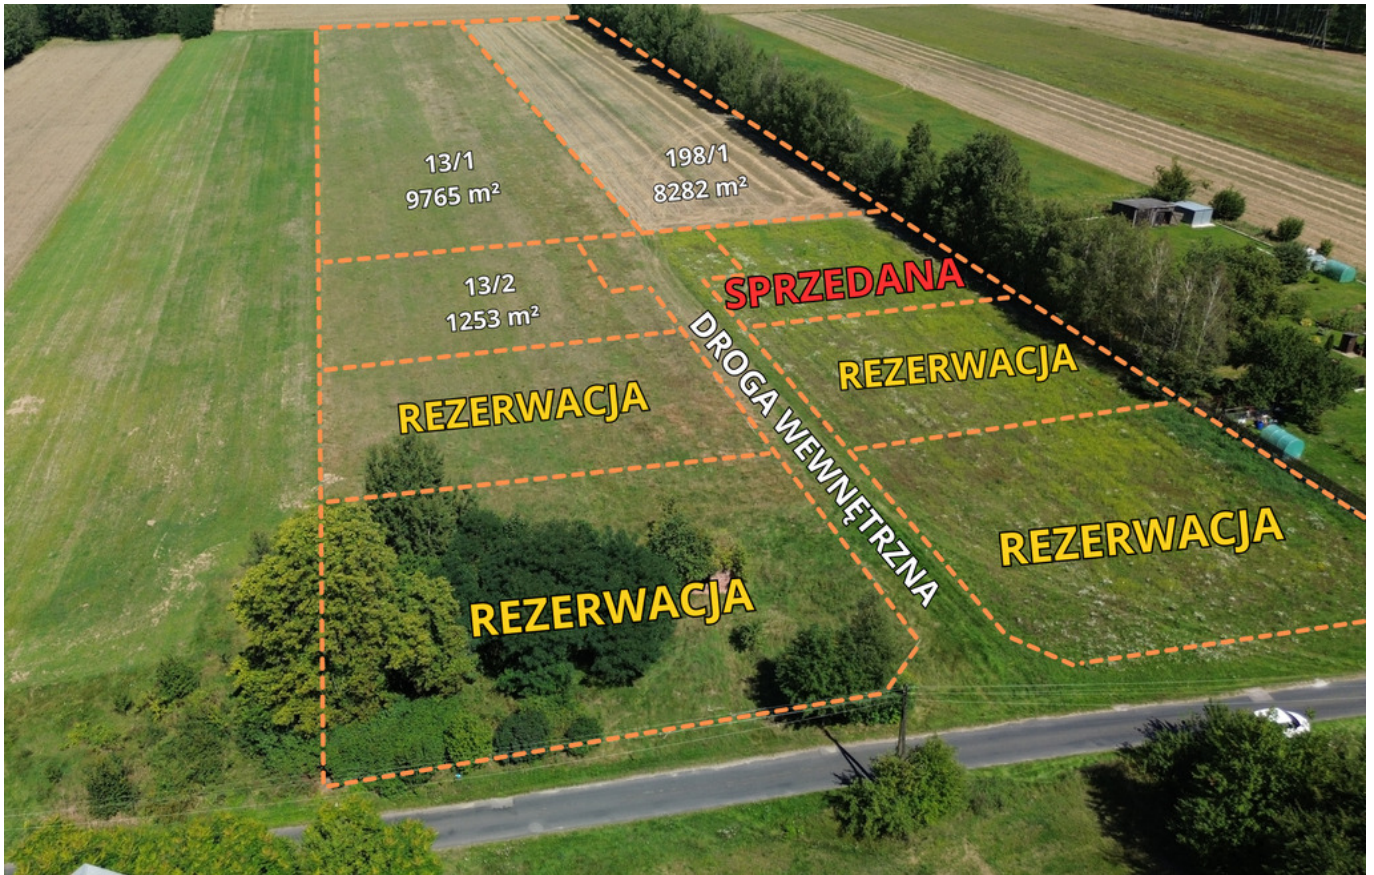 13/1
9765 m²
198/1
8282 m²
13/2
1253 m²
SPRZEDANA
DROGA WEWNĘTRZNA
REZERWACJA
REZERWACJA
REZERWACJA
REZERWACJA